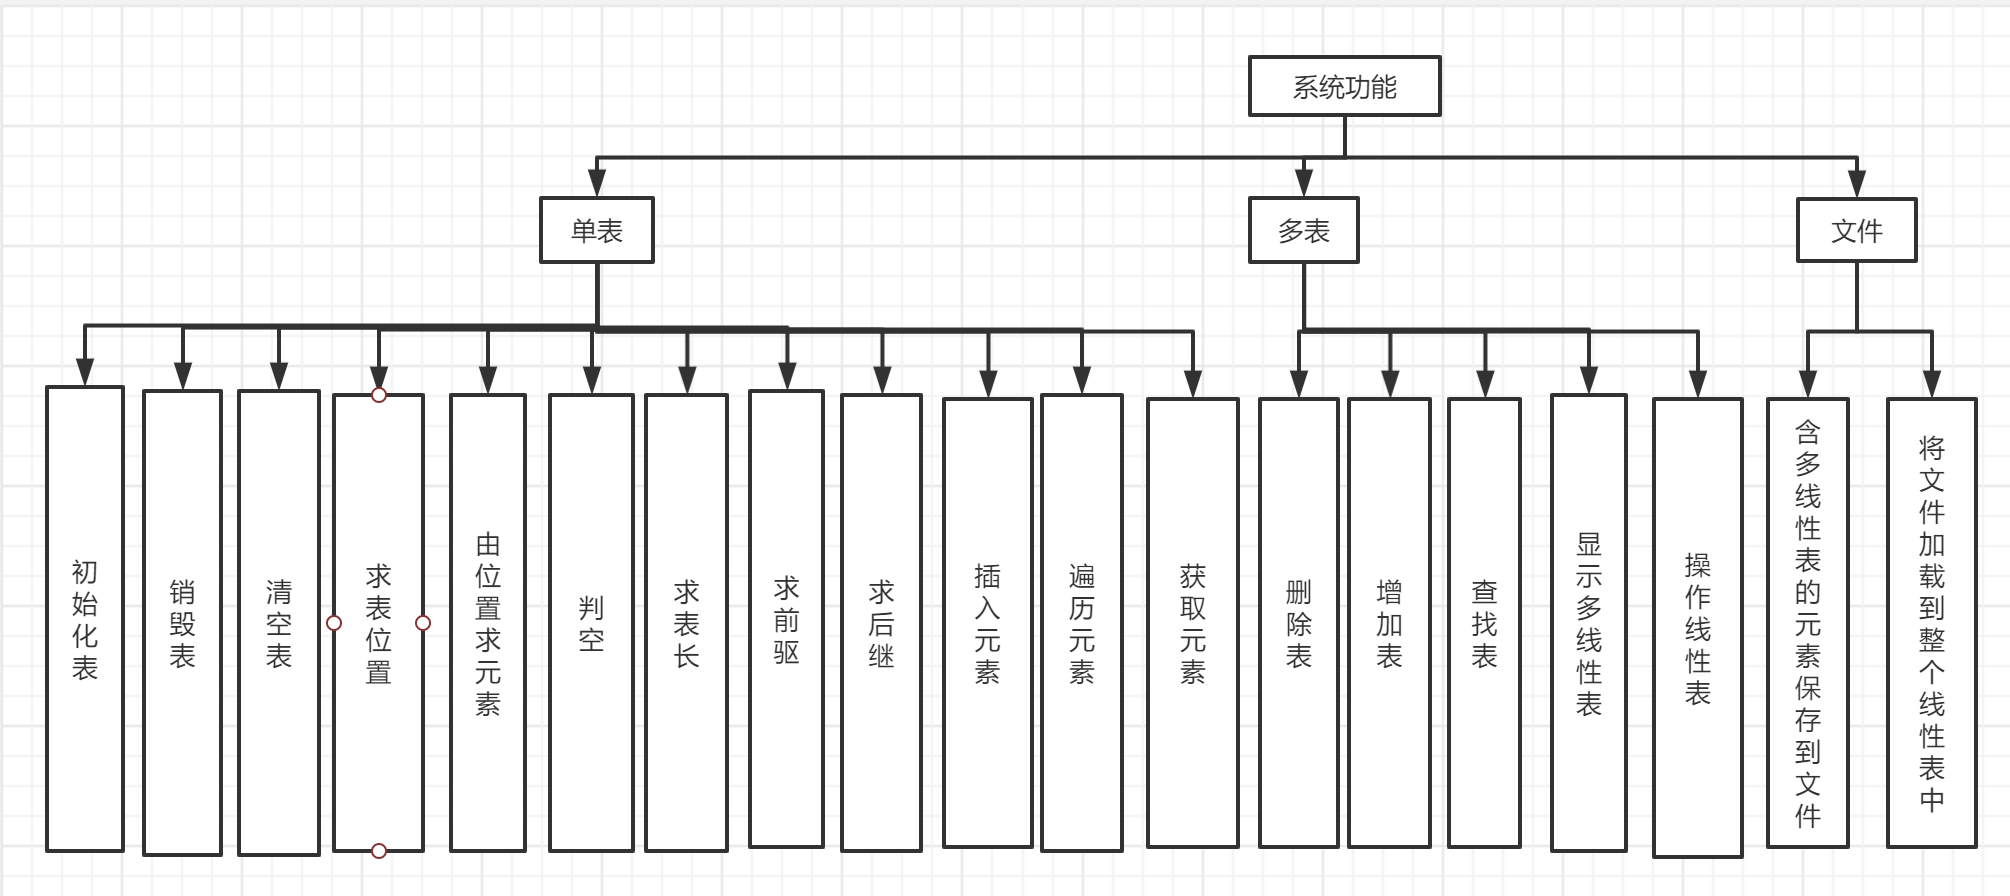 系统功能
单表
多表
文件
初始化表
销毁表
清空表
求表位置
由位置求元素
判空
求表长
求前驱
求后继
插入元素
遍历元素
获取元素
删除表
增加表
查找表
显示多线性表
操作线性表
含多线性表的元素保存到文件
将文件加载到整个线性表中